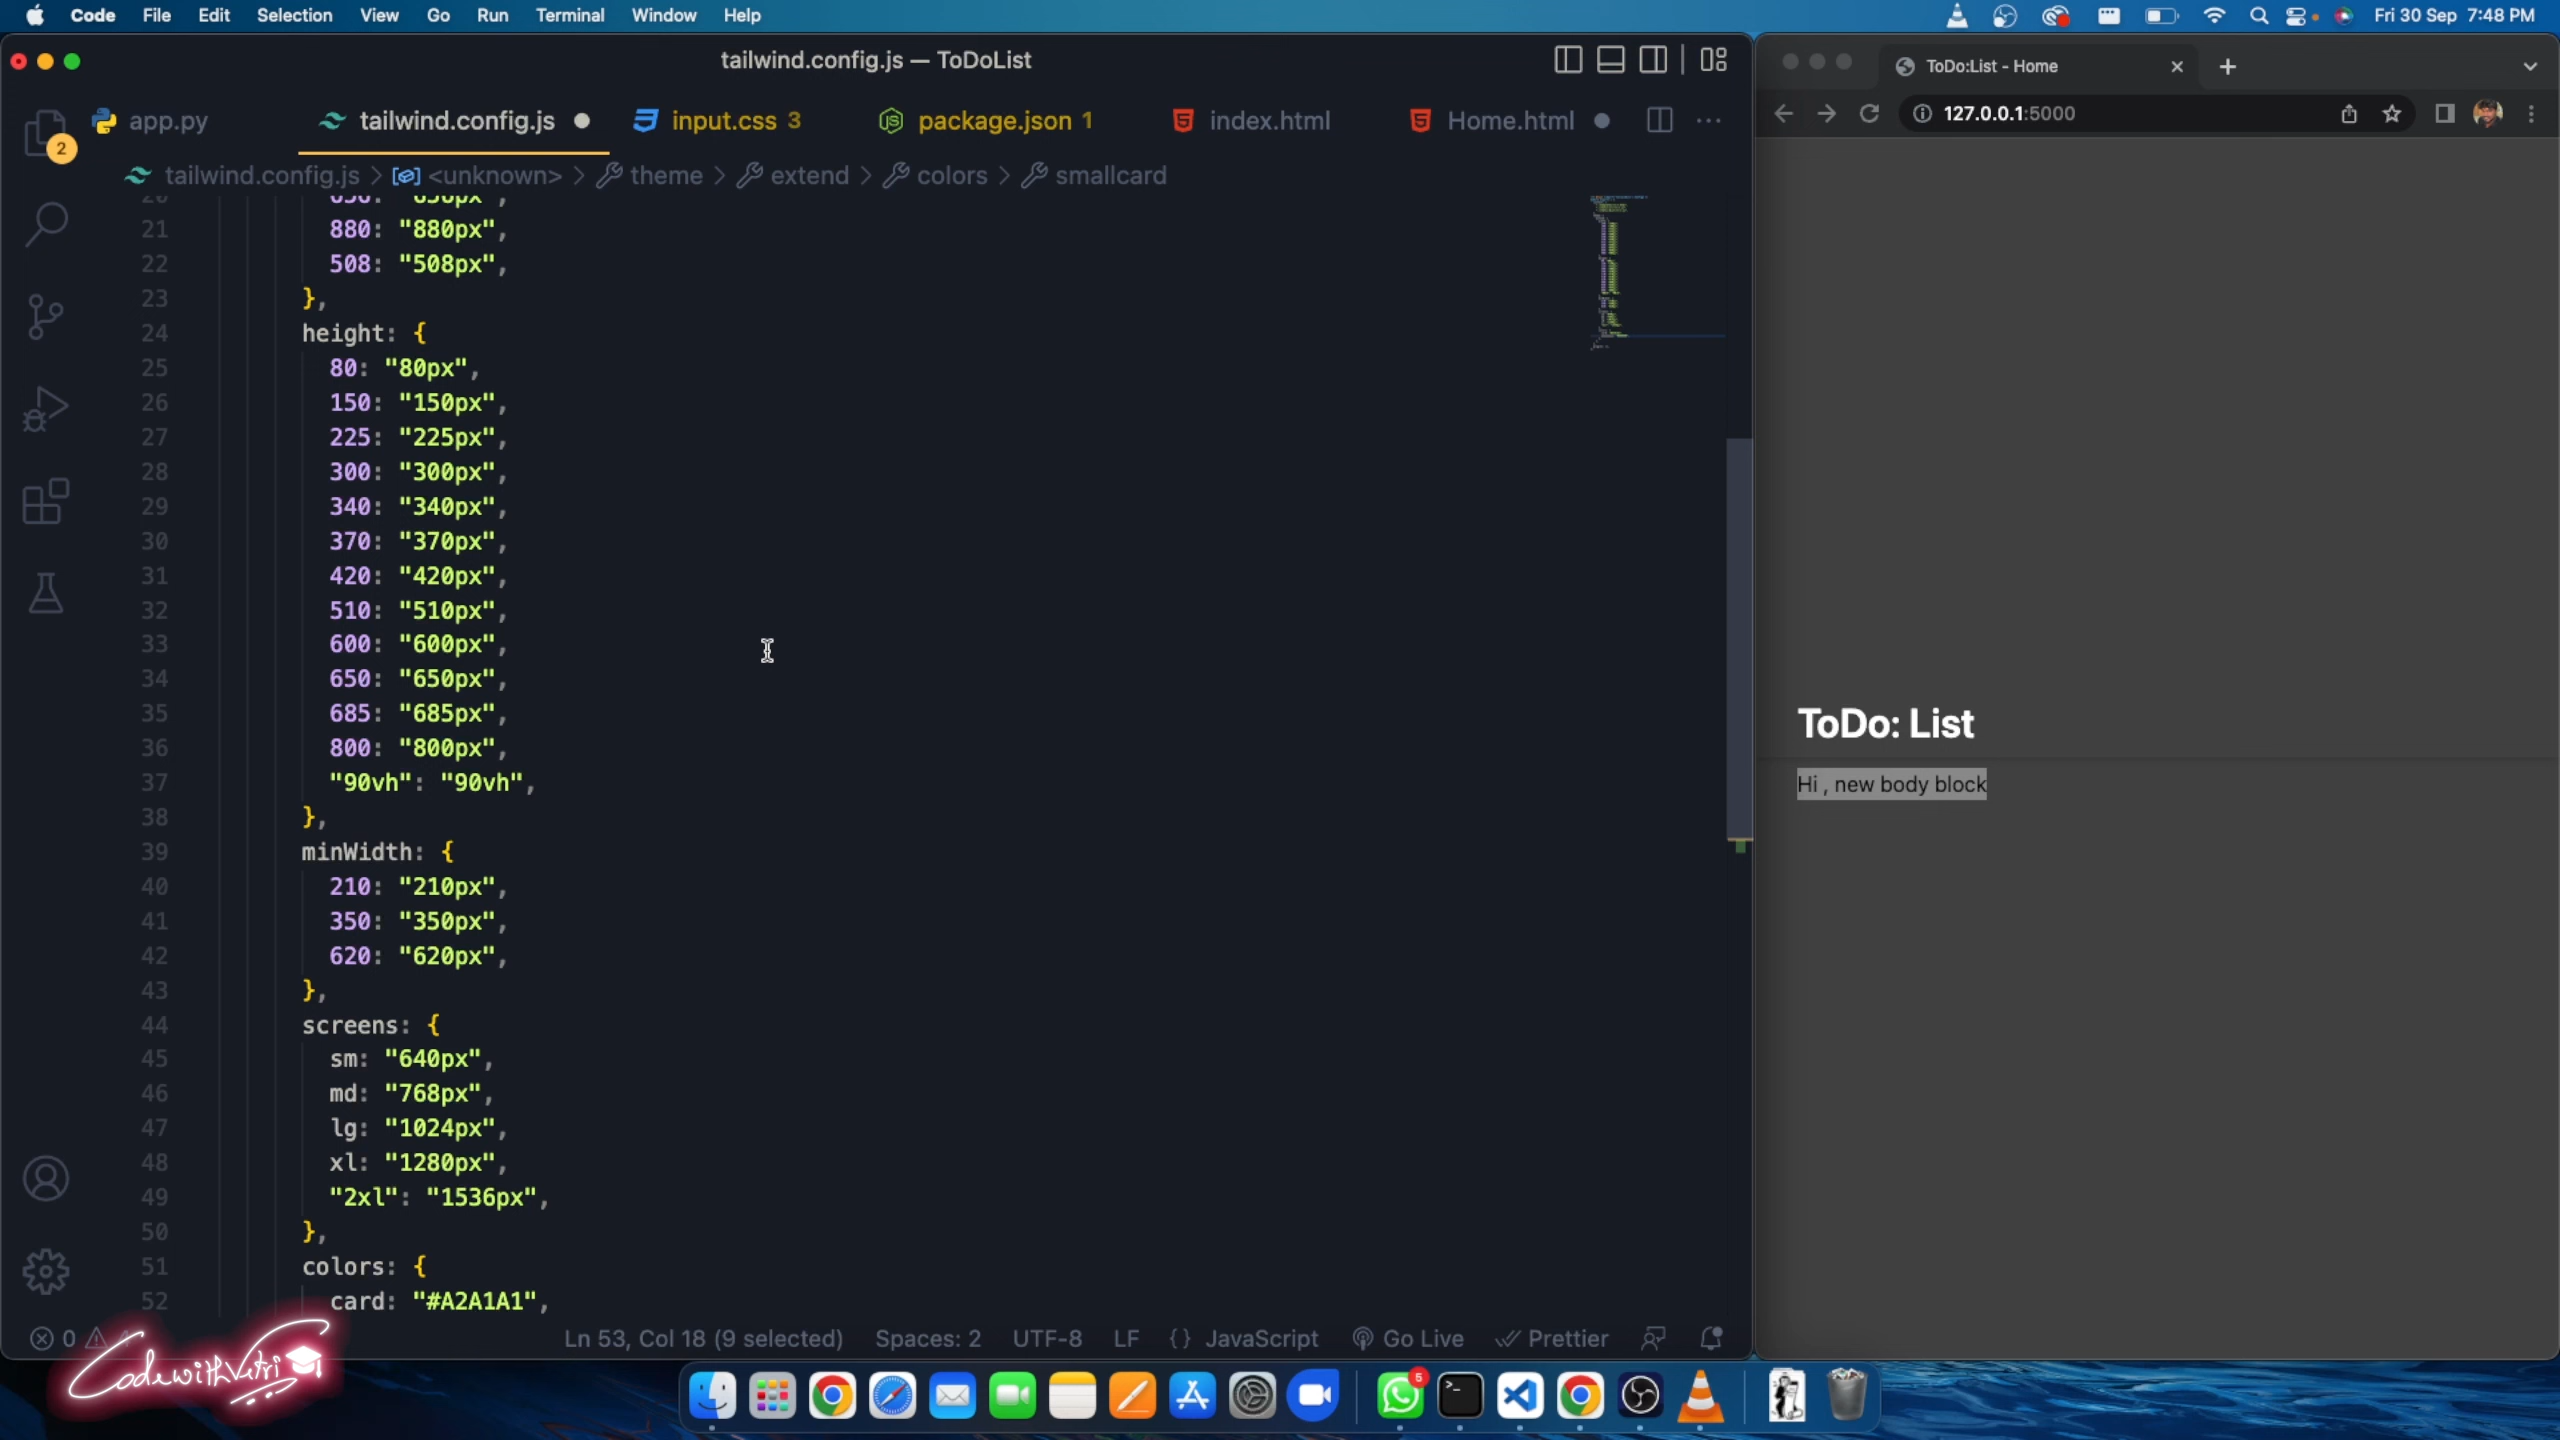 Code File Edit Selection View Go Run Terminal Window Help
Fri 30 Sep 7:48 PM
tailwind.config.js — ToDoList
ToDo:List - Home
127.0.0.1:5000
app.py
tailwind.config.js
input.css 3
package.json 1
index.html
Home.html
2
tailwind.config.js > <unknown> > theme > extend > colors > smallcard
21 880: "880px",
22 508: "508px",
23 },
24 height: {
25 80: "80px",
26 150: "150px",
27 225: "225px",
28 300: "300px",
29 340: "340px",
30 370: "370px",
31 420: "420px",
32 510: "510px",
33 600: "600px",
34 650: "650px",
35 685: "685px",
36 800: "800px",
37 "90vh": "90vh",
38 },
39 minWidth: {
40 210: "210px",
41 350: "350px",
42 620: "620px",
43 },
44 screens: {
45 sm: "640px",
46 md: "768px",
47 lg: "1024px",
48 xl: "1280px",
49 "2xl": "1536px",
50 },
51 colors: {
52 card: "#A2A1A1",
ToDo: List
Hi , new body block
0
Ln 53, Col 18 (9 selected) Spaces: 2 UTF-8 LF {} JavaScript Go Live Prettier
CodewithVetri
5